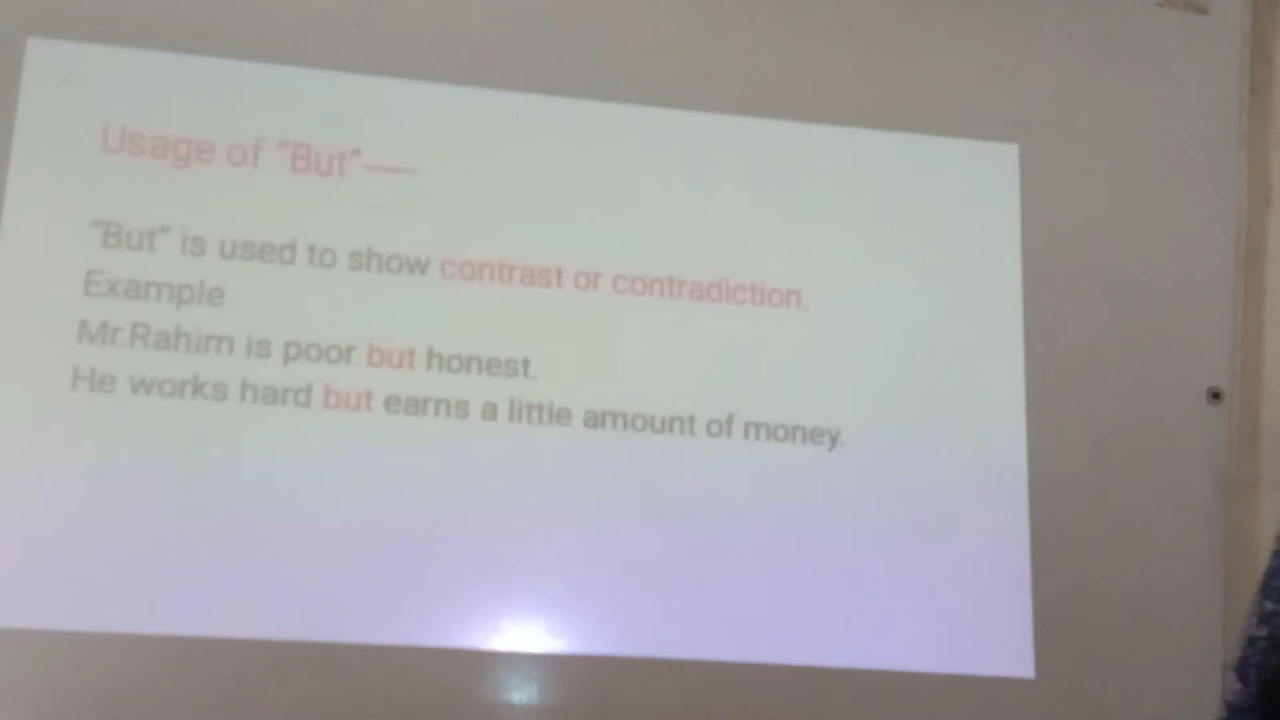 Usage of "But"—–
"But" is used to show contrast or contradiction.
Example
Mr.Rahim is poor but honest.
He works hard but earns a little amount of money.